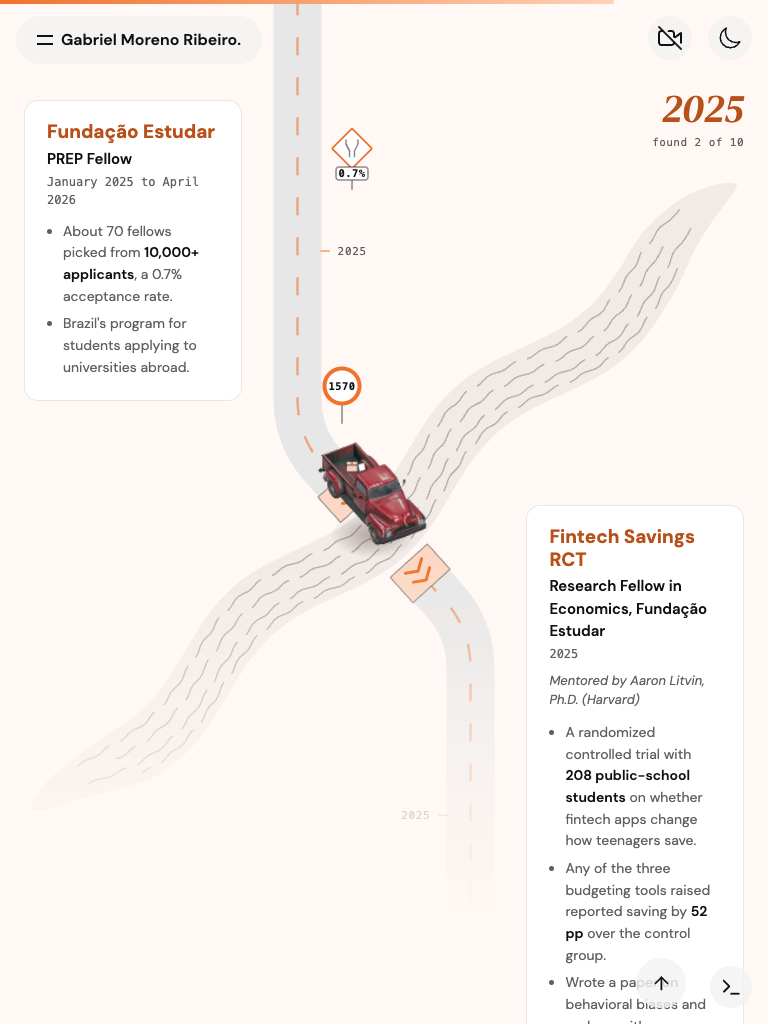 Gabriel Moreno Ribeiro.
2025
found 2 of 10
Fundação Estudar
PREP Fellow
January 2025 to April
2026
About 70 fellows
picked from 10,000+
applicants, a 0.7%
acceptance rate.
Brazil's program for
students applying to
universities abroad.
0.7%
2025
1570
Fintech Savings
RCT
Research Fellow in
Economics, Fundação
Estudar
2025
Mentored by Aaron Litvin,
Ph.D. (Harvard)
A randomized
controlled trial with
208 public-school
students on whether
fintech apps change
how teenagers save.
Any of the three
budgeting tools raised
reported saving by 52
pp over the control
group.
Wrote a paper on
behavioral biases and
2025